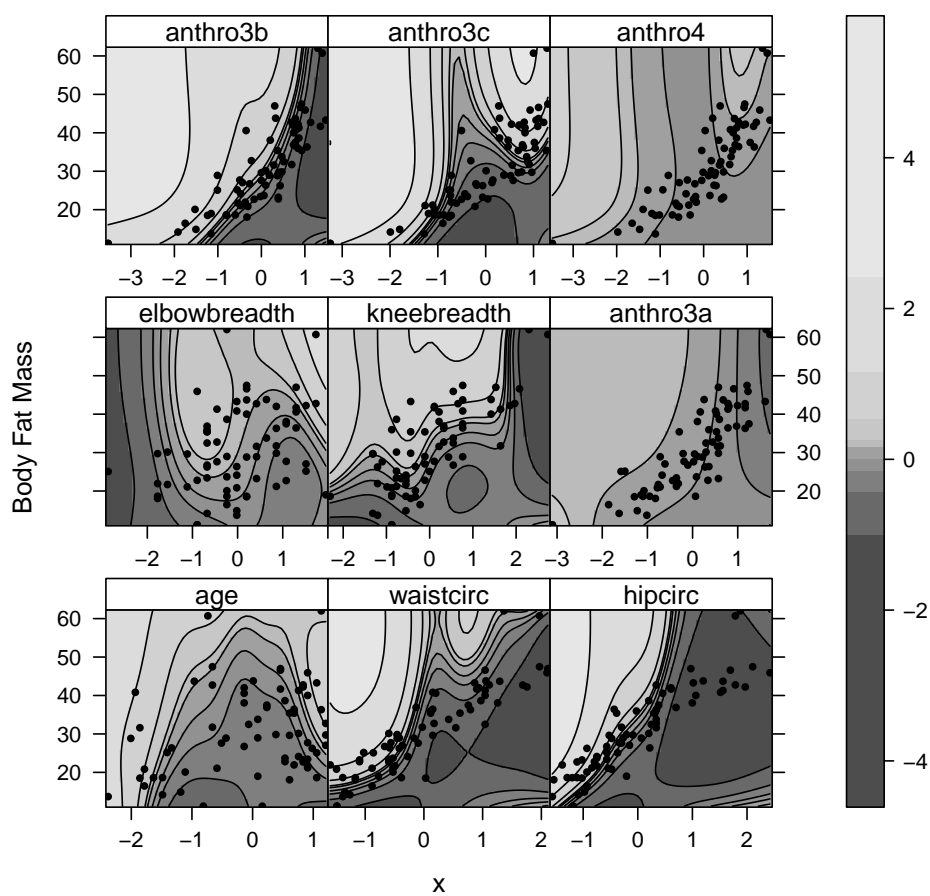 anthro3b anthro3c anthro4
60
50
40
30
20
−3 −2 −1 0 1 −3 −2 −1 0 1 −3 −2 −1 0 1
elbowbreadth kneebreadth anthro3a
60
50
40
30
20
−2 −1 0 1 −2 −1 0 1 2 −3 −2 −1 0 1
age waistcirc hipcirc
60
50
40
30
20
−2 −1 0 1 −1 0 1 2 −1 0 1 2
Body Fat Mass
x
4
2
0
−2
−4